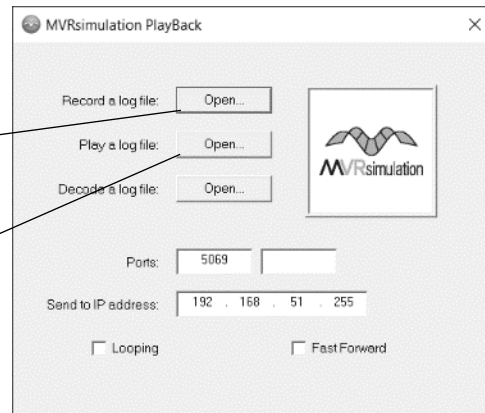 MVRsimulation PlayBack
Record a log file: Open...
Play a log file: Open...
Decode a log file: Open...
MVRsimulation
Ports: 5069
Send to IP address: 192 . 168 . 51 . 255
Looping Fast Forward